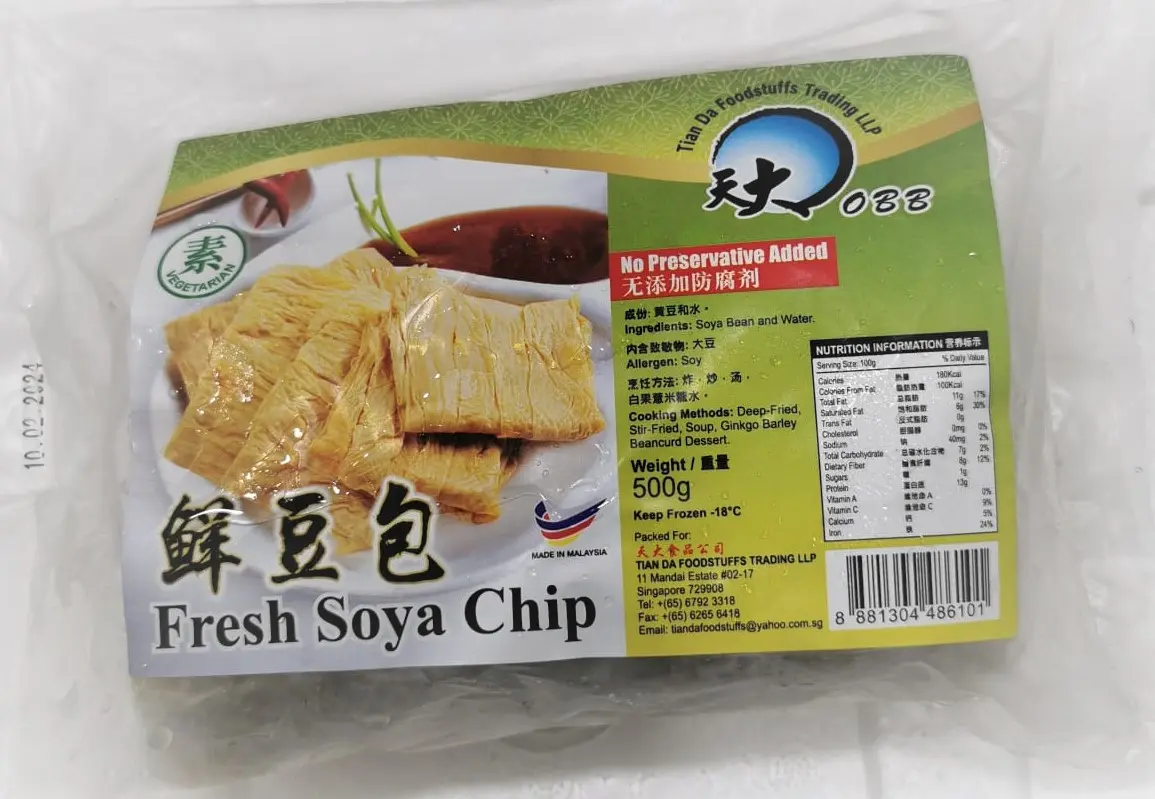 10.02.2024
素
VEGETARIAN
鲜豆包
Fresh Soya Chip
MADE IN MALAYSIA
Tian Da Foodstuffs Trading LLP
天大
OBB
No Preservative Added
无添加防腐剂
成份: 黄豆和水。
Ingredients: Soya Bean and Water.
内含致敏物: 大豆
Allergen: Soy
烹饪方法: 炸，炒，汤，
白果薏米糖水。
Cooking Methods: Deep-Fried,
Stir-Fried, Soup, Ginkgo Barley
Beancurd Dessert.
Weight / 重量
500g
Keep Frozen -18°C
Packed For:
天大食品公司
TIAN DA FOODSTUFFS TRADING LLP
11 Mandai Estate #02-17
Singapore 729908
Tel: +(65) 6792 3318
Fax: +(65) 6265 6418
Email: tiandafoodstuffs@yahoo.com.sg
NUTRITION INFORMATION 营养标示
Serving Size: 100g % Daily Value
Calories 热量 180Kcal
Calories From Fat 脂肪热量 100Kcal
Total Fat 总脂肪 11g 17%
Saturated Fat 饱和脂肪 6g 30%
Trans Fat 反式脂肪 0g
Cholesterol 胆固醇 0mg 0%
Sodium 钠 40mg 2%
Total Carbohydrate 总碳水化合物 7g 2%
Dietary Fiber 膳食纤维 8g 12%
Sugars 糖 1g
Protein 蛋白质 13g
Vitamin A 维他命 A 0%
Vitamin C 维他命 C 9%
Calcium 钙 5%
Iron 铁 24%
8 881304 486101